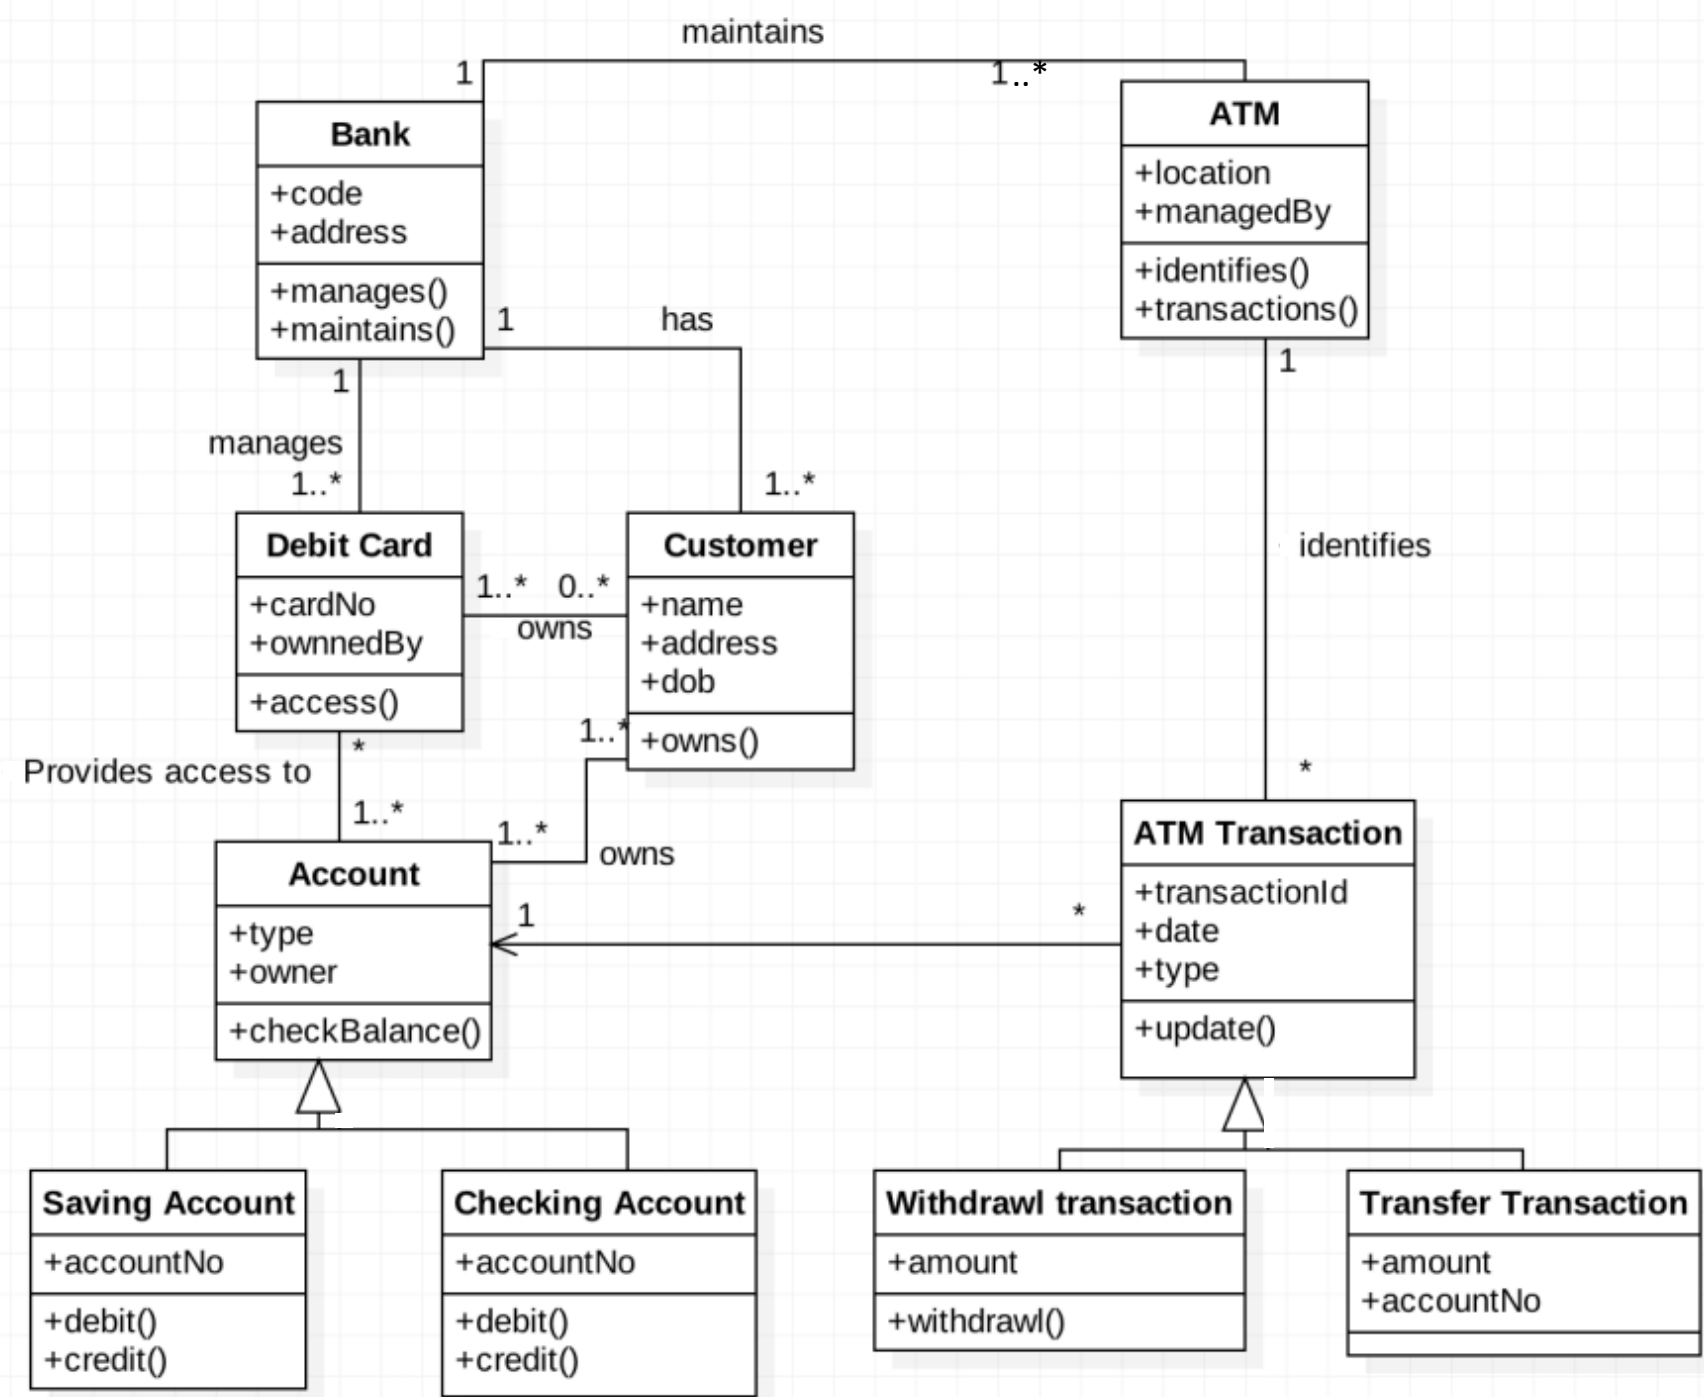 maintains
1
1..*
Bank
+code
+address
+manages()
+maintains()
ATM
+location
+managedBy
+identifies()
+transactions()
1
has
1..*
1
manages
1..*
1
identifies
*
Debit Card
+cardNo
+ownnedBy
+access()
1..*
0..*
owns
Customer
+name
+address
+dob
+owns()
*
Provides access to
1..*
1..*
1..*
owns
Account
+type
+owner
+checkBalance()
1
*
ATM Transaction
+transactionId
+date
+type
+update()
Saving Account
+accountNo
+debit()
+credit()
Checking Account
+accountNo
+debit()
+credit()
Withdrawl transaction
+amount
+withdrawl()
Transfer Transaction
+amount
+accountNo